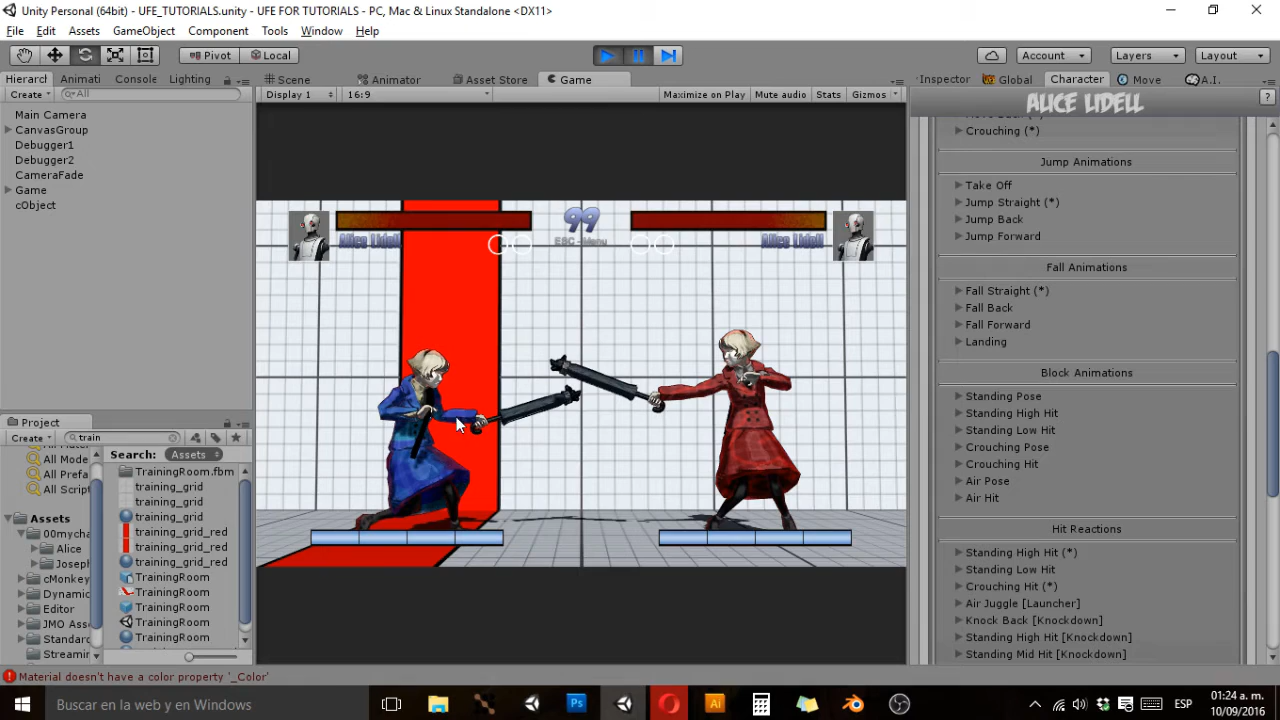 Unity Personal (64bit) - UFE_TUTORIALS.unity - UFE FOR TUTORIALS - PC, Mac & Linux Standalone <DX11>
File Edit Assets GameObject Component Tools Window Help
Pivot Local Account Layers Layout
Hierarcl Animati Console Lighting Scene Animator Asset Store Game Inspector Global Character Move A.I.
Create All Display 1 16:9 Maximize on Play Mute audio Stats Gizmos
ALICE LIDELL ?
Main Camera
CanvasGroup
Debugger1
Debugger2
CameraFade
Game
cObject
99
Alice Lidell ESC - Menu Alice Lidell
Crouching (*)
Jump Animations
Take Off
Jump Straight (*)
Jump Back
Jump Forward
Fall Animations
Fall Straight (*)
Fall Back
Fall Forward
Landing
Block Animations
Standing Pose
Standing High Hit
Standing Low Hit
Crouching Pose
Crouching Hit
Air Pose
Air Hit
Hit Reactions
Standing High Hit (*)
Standing Low Hit
Crouching Hit (*)
Air Juggle [Launcher]
Knock Back [Knockdown]
Standing High Hit [Knockdown]
Standing Mid Hit [Knockdown]
Project
Create train
All Mode
All Prefa
All Scrip
Assets
00mycha
Alice
Joseph
cMonkey
Dynamic
Editor
JMO Ass
Standar
Streamin
Search: Assets
TrainingRoom.fbm
training_grid
training_grid
training_grid
training_grid_red
training_grid_red
training_grid_red
TrainingRoom
TrainingRoom
TrainingRoom
TrainingRoom
TrainingRoom
Material doesn't have a color property '_Color'
Buscar en la web y en Windows
Ps Ai ESP
01:24 a. m.
10/09/2016